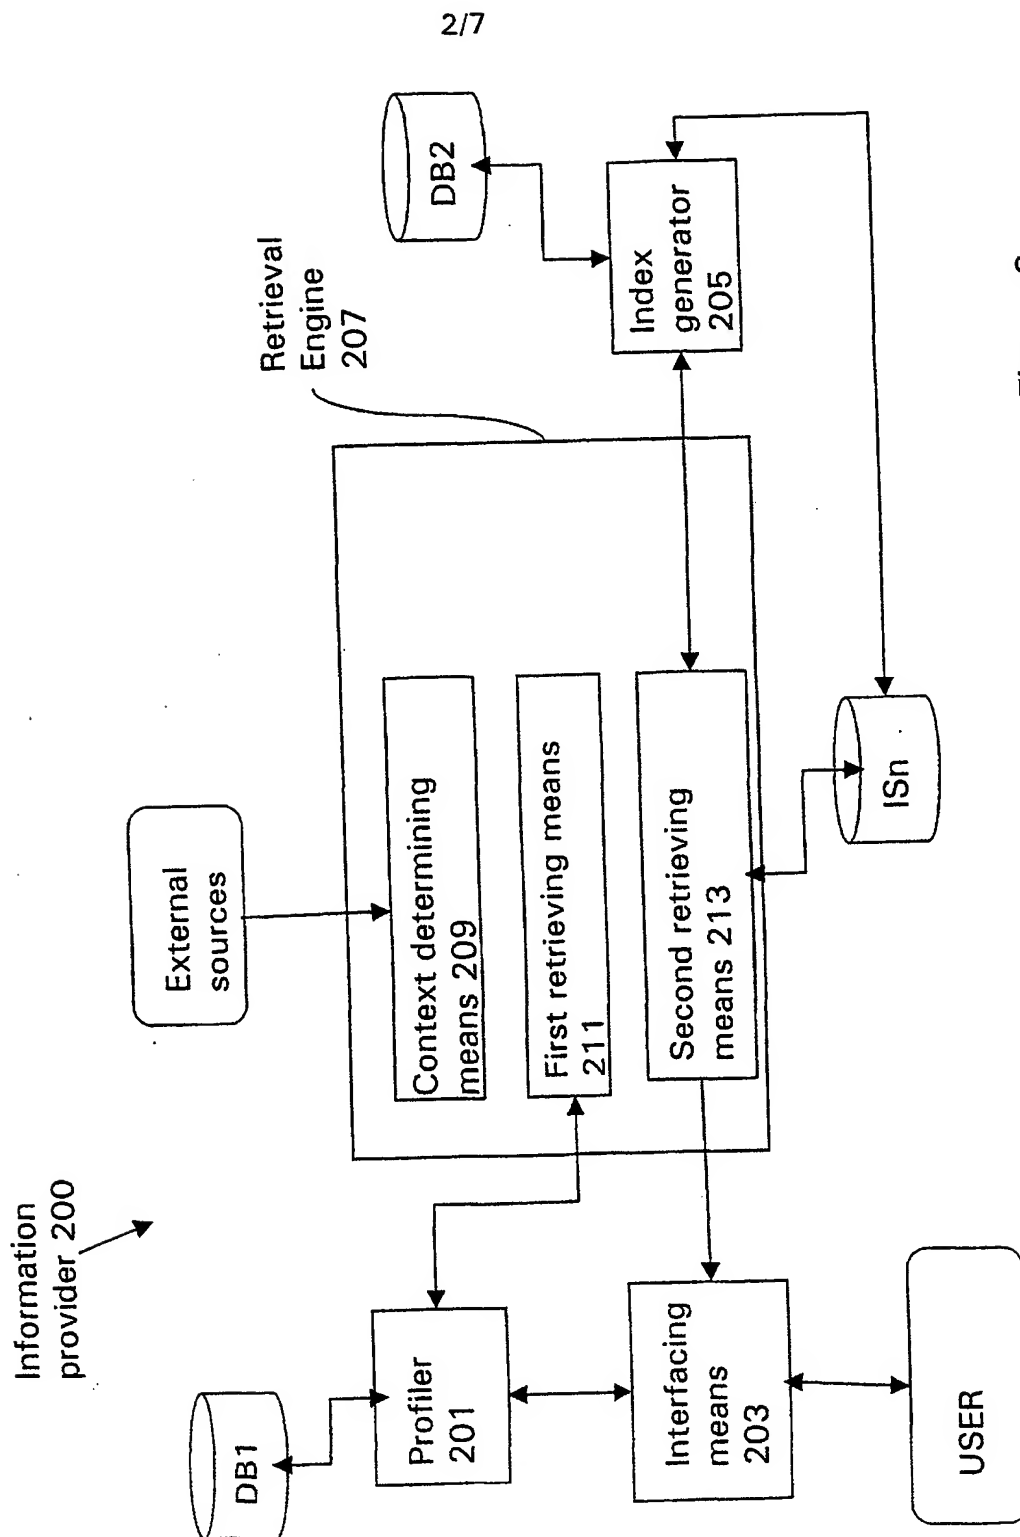 2/7
Information
provider 200
DB1
Profiler
201
Interfacing
means
203
USER
External
sources
Context determining
means 209
First retrieving means
211
Second retrieving
means 213
ISn
Retrieval
Engine
207
DB2
Index
generator
205